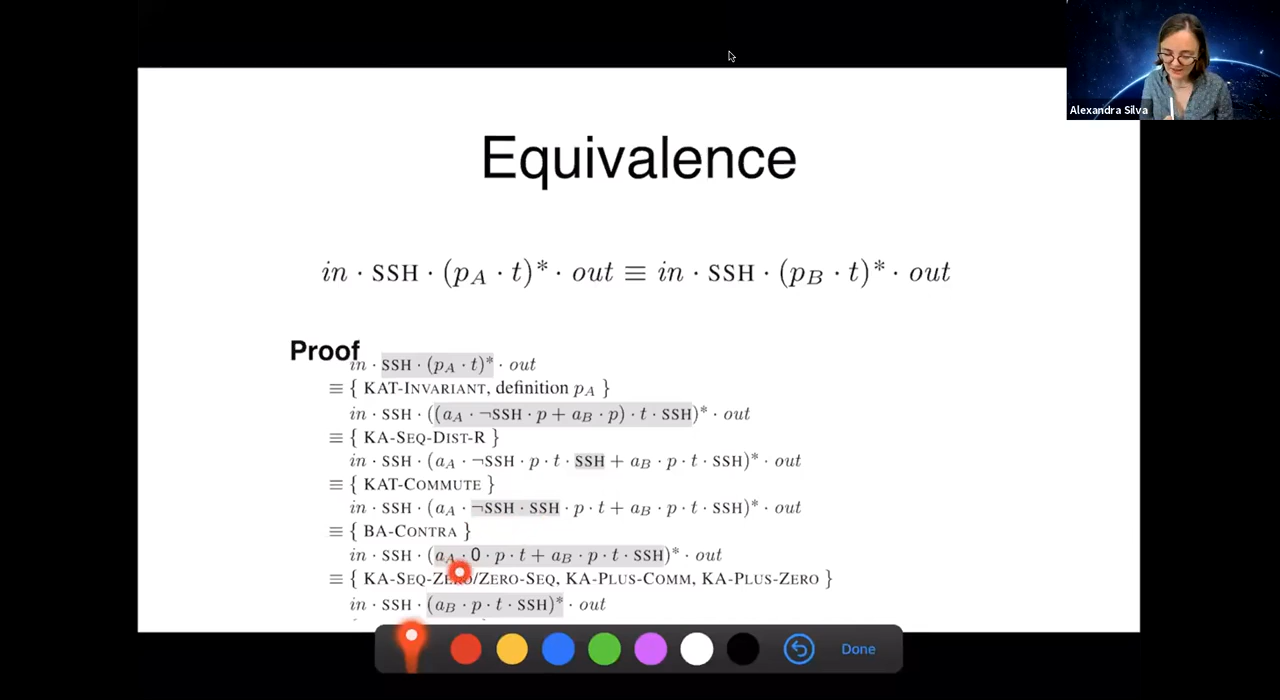 Alexandra Silva
Equivalence
in · SSH · (p_A · t)* · out ≡ in · SSH · (p_B · t)* · out
Proof
in · SSH · (p_A · t)* · out
≡ { KAT-INVARIANT, definition p_A }
in · SSH · ((a_A · ¬SSH · p + a_B · p) · t · SSH)* · out
≡ { KA-SEQ-DIST-R }
in · SSH · (a_A · ¬SSH · p · t · SSH + a_B · p · t · SSH)* · out
≡ { KAT-COMMUTE }
in · SSH · (a_A · ¬SSH · SSH · p · t + a_B · p · t · SSH)* · out
≡ { BA-CONTRA }
in · SSH · (a_A · 0 · p · t + a_B · p · t · SSH)* · out
≡ { KA-SEQ-ZERO/ZERO-SEQ, KA-PLUS-COMM, KA-PLUS-ZERO }
in · SSH · (a_B · p · t · SSH)* · out
Done